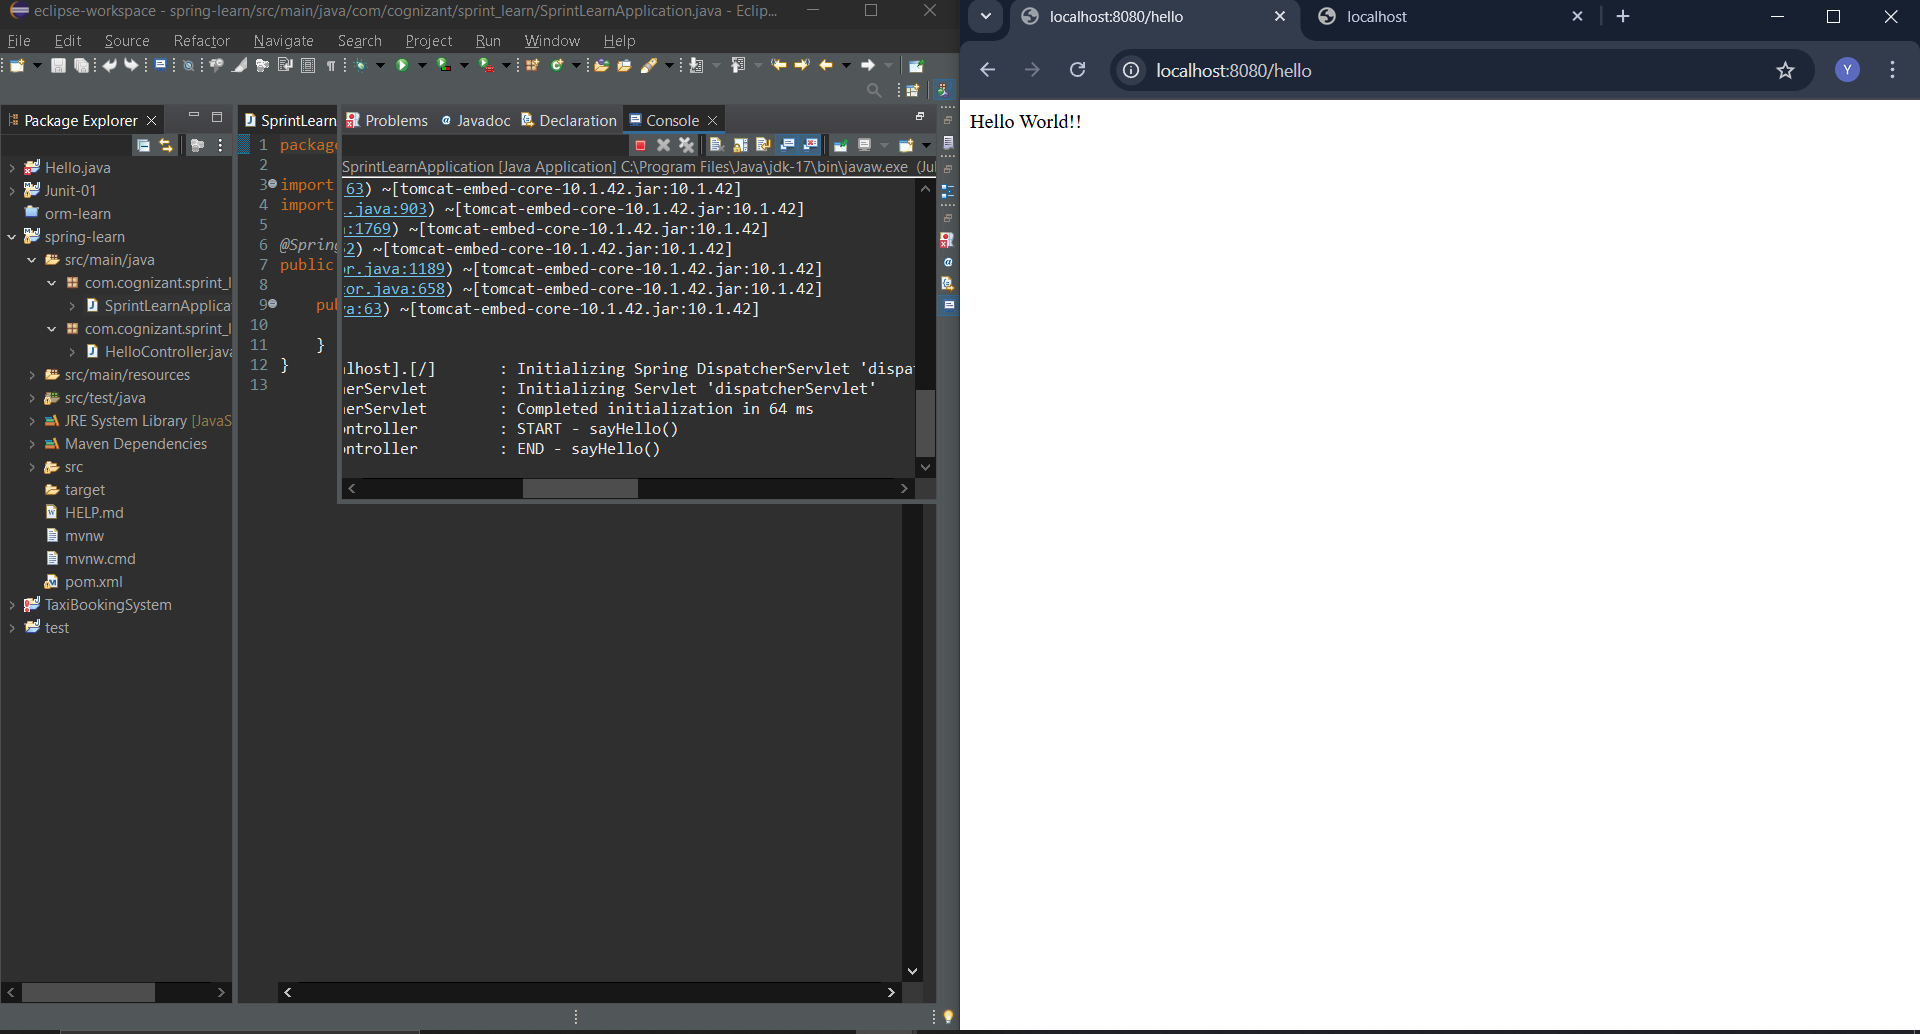 eclipse-workspace - spring-learn/src/main/java/com/cognizant/sprint_learn/SprintLearnApplication.java - Eclip...
File Edit Source Refactor Navigate Search Project Run Window Help
Package Explorer
Hello.java
Junit-01
orm-learn
spring-learn
src/main/java
com.cognizant.sprint_l
SprintLearnApplica
com.cognizant.sprint_l
HelloController.java
src/main/resources
src/test/java
JRE System Library [JavaS
Maven Dependencies
src
target
HELP.md
mvnw
mvnw.cmd
pom.xml
TaxiBookingSystem
test
SprintLearn
1 package
2
3 import
4 import
5
6 @Spring
7 public
8
9 pul
10
11 }
12 }
13
Problems Javadoc Declaration Console
SprintLearnApplication [Java Application] C:\Program Files\Java\jdk-17\bin\javaw.exe (Jul
63) ~[tomcat-embed-core-10.1.42.jar:10.1.42]
.java:903) ~[tomcat-embed-core-10.1.42.jar:10.1.42]
:1769) ~[tomcat-embed-core-10.1.42.jar:10.1.42]
2) ~[tomcat-embed-core-10.1.42.jar:10.1.42]
or.java:1189) ~[tomcat-embed-core-10.1.42.jar:10.1.42]
tor.java:658) ~[tomcat-embed-core-10.1.42.jar:10.1.42]
va:63) ~[tomcat-embed-core-10.1.42.jar:10.1.42]
lhost].[/] : Initializing Spring DispatcherServlet 'dispa
erServlet : Initializing Servlet 'dispatcherServlet'
erServlet : Completed initialization in 64 ms
ntroller : START - sayHello()
ntroller : END - sayHello()
localhost:8080/hello
localhost
localhost:8080/hello
Y
Hello World!!